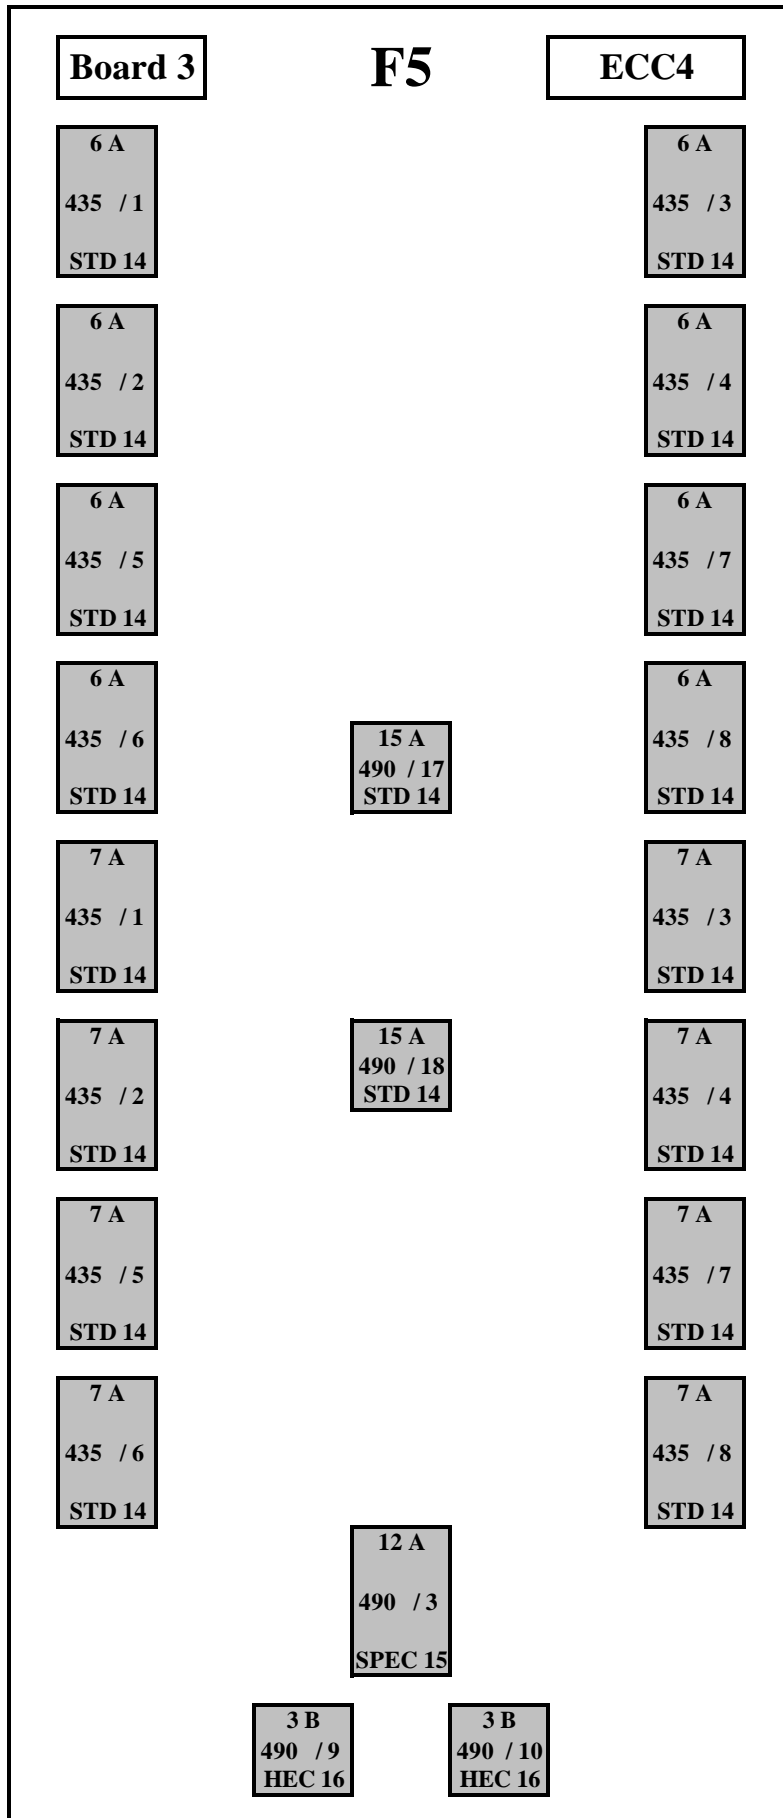 Board 3
F5
ECC4
6 A
435 / 1
STD 14
6 A
435 / 3
STD 14
6 A
435 / 2
STD 14
6 A
435 / 4
STD 14
6 A
435 / 5
STD 14
6 A
435 / 7
STD 14
6 A
435 / 6
STD 14
15 A
490 / 17
STD 14
6 A
435 / 8
STD 14
7 A
435 / 1
STD 14
7 A
435 / 3
STD 14
7 A
435 / 2
STD 14
15 A
490 / 18
STD 14
7 A
435 / 4
STD 14
7 A
435 / 5
STD 14
7 A
435 / 7
STD 14
7 A
435 / 6
STD 14
7 A
435 / 8
STD 14
12 A
490 / 3
SPEC 15
3 B
490 / 9
HEC 16
3 B
490 / 10
HEC 16